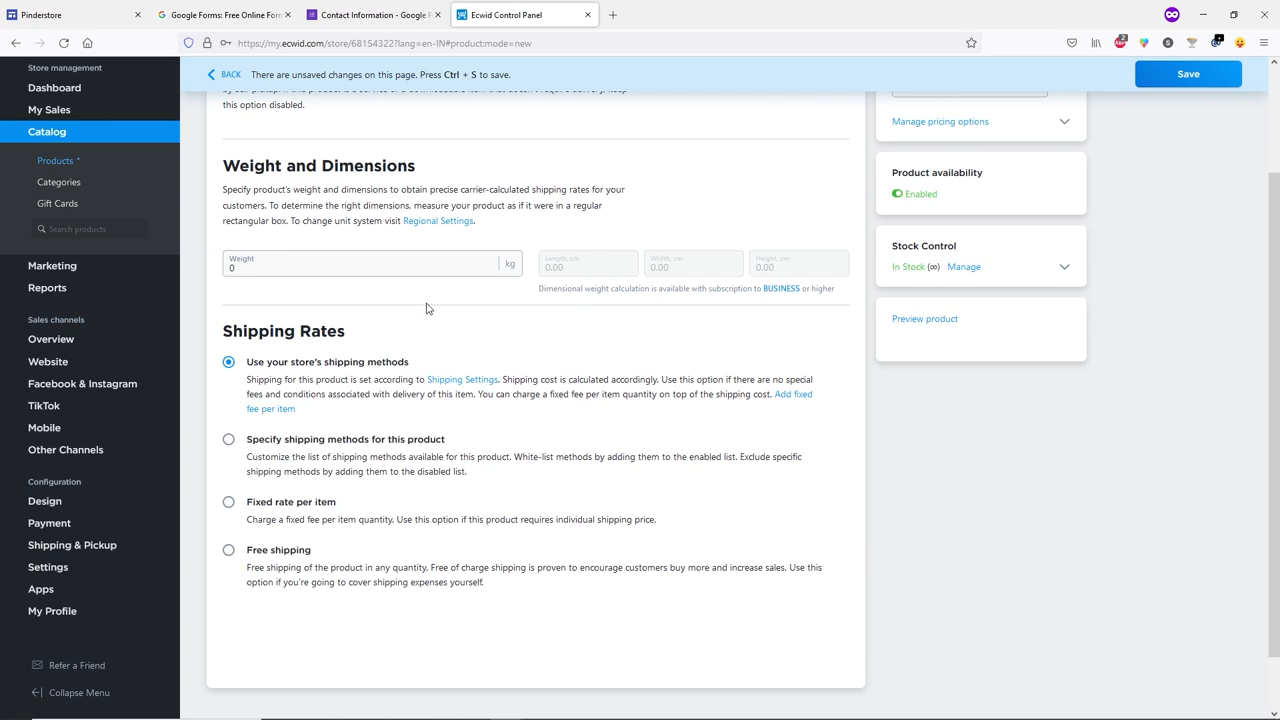 Pinderstore
Google Forms: Free Online Form
Contact Information - Google F
Ecwid Control Panel
https://my.ecwid.com/store/68154322?lang=en-IN#product:mode=new
2
Store management
Dashboard
My Sales
Catalog
Products *
Categories
Gift Cards
Search products
Marketing
Reports
Sales channels
Overview
Website
Facebook & Instagram
TikTok
Mobile
Other Channels
Configuration
Design
Payment
Shipping & Pickup
Settings
Apps
My Profile
Refer a Friend
Collapse Menu
BACK There are unsaved changes on this page. Press Ctrl + S to save.
Save
this option disabled.
Weight and Dimensions
Specify product's weight and dimensions to obtain precise carrier-calculated shipping rates for your
customers. To determine the right dimensions, measure your product as if it were in a regular
rectangular box. To change unit system visit Regional Settings.
Weight
0
kg
Length, cm
0.00
Width, cm
0.00
Height, cm
0.00
Dimensional weight calculation is available with subscription to BUSINESS or higher
Shipping Rates
Use your store's shipping methods
Shipping for this product is set according to Shipping Settings. Shipping cost is calculated accordingly. Use this option if there are no special
fees and conditions associated with delivery of this item. You can charge a fixed fee per item quantity on top of the shipping cost. Add fixed
fee per item
Specify shipping methods for this product
Customize the list of shipping methods available for this product. White-list methods by adding them to the enabled list. Exclude specific
shipping methods by adding them to the disabled list.
Fixed rate per item
Charge a fixed fee per item quantity. Use this option if this product requires individual shipping price.
Free shipping
Free shipping of the product in any quantity. Free of charge shipping is proven to encourage customers buy more and increase sales. Use this
option if you're going to cover shipping expenses yourself.
Manage pricing options
Product availability
Enabled
Stock Control
In Stock (∞) Manage
Preview product